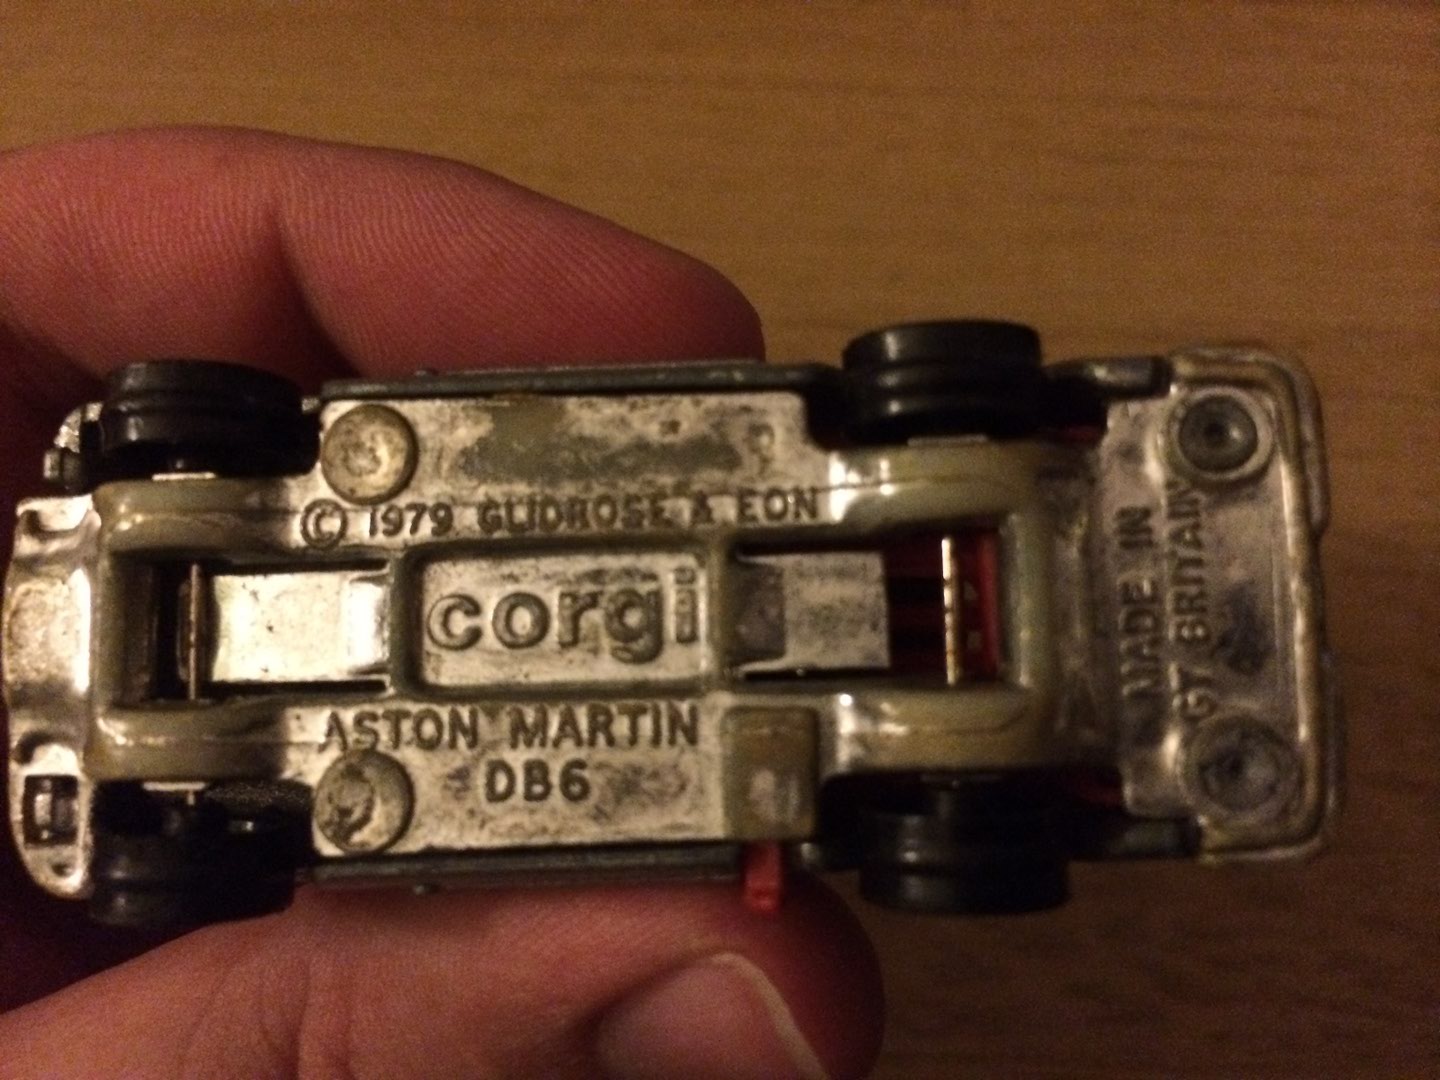 © 1979 GLIDROSE & EON
corgi
ASTON MARTIN
DB6
MADE IN
GT BRITAIN